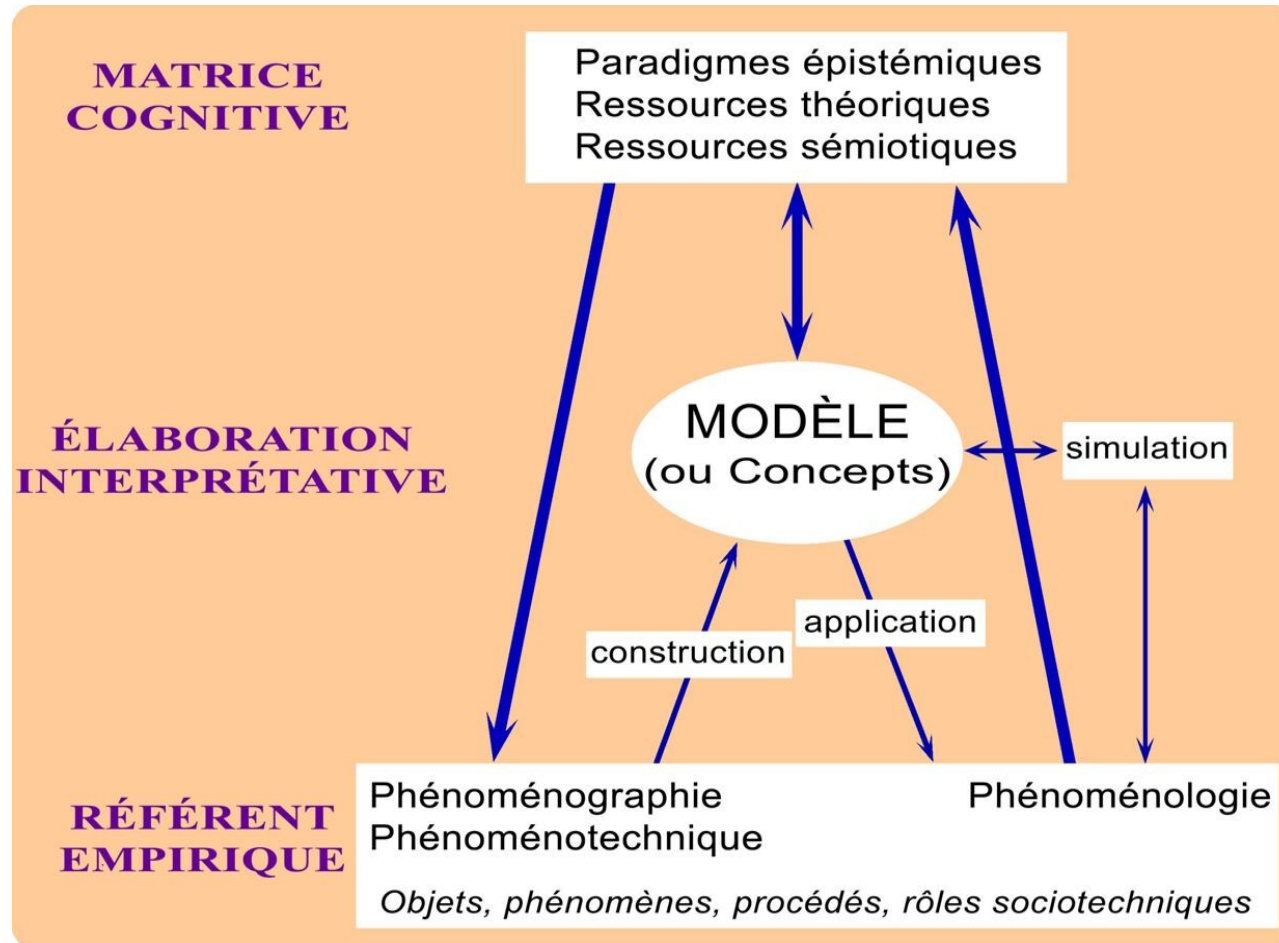 MATRICE
COGNITIVE
Paradigmes épistémiques
Ressources théoriques
Ressources sémiotiques
ÉLABORATION
INTERPRÉTATIVE
MODÈLE
(ou Concepts)
simulation
application
construction
RÉFÉRENT
EMPIRIQUE
Phénoménographie
Phénoménotechnique
Phénoménologie
Objets, phénomènes, procédés, rôles sociotechniques